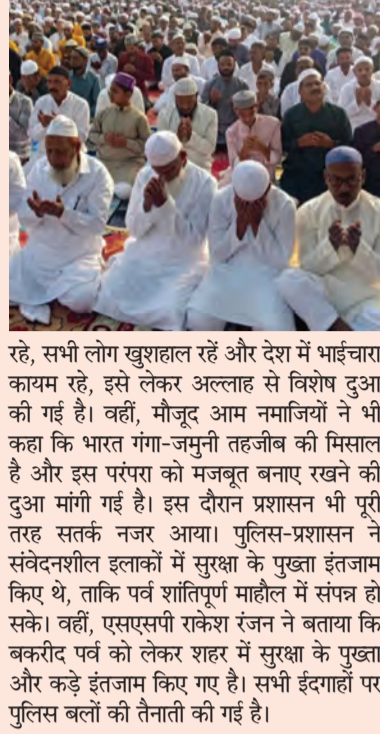 रहे, सभी लोग खुशहाल रहें और देश में भाईचारा
कायम रहे, इसे लेकर अल्लाह से विशेष दुआ
की गई है। वहीं, मौजूद आम नमाजियों ने भी
कहा कि भारत गंगा-जमुनी तहजीब की मिसाल
है और इस परंपरा को मजबूत बनाए रखने की
दुआ मांगी गई है। इस दौरान प्रशासन भी पूरी
तरह सतर्क नजर आया। पुलिस-प्रशासन ने
संवेदनशील इलाकों में सुरक्षा के पुख्ता इंतजाम
किए थे, ताकि पर्व शांतिपूर्ण माहौल में संपन्न हो
सके। वहीं, एसएसपी राकेश रंजन ने बताया कि
बकरीद पर्व को लेकर शहर में सुरक्षा के पुख्ता
और कड़े इंतजाम किए गए है। सभी ईदगाहों पर
पुलिस बलों की तैनाती की गई है।